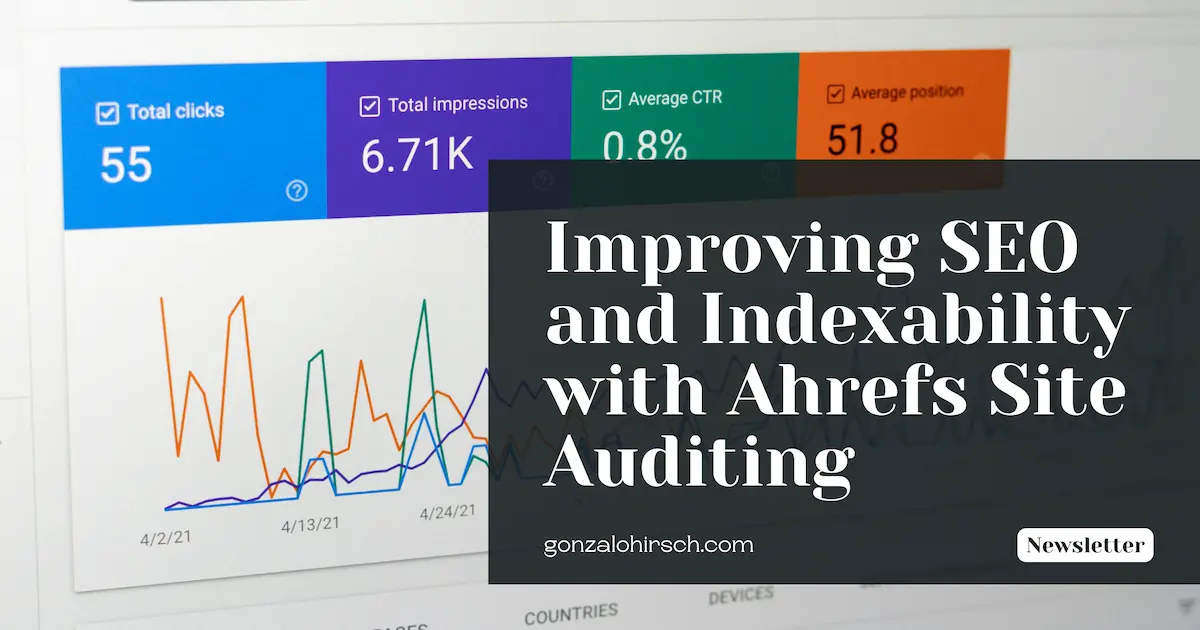 Total clicks
55
Total impressions
6.71K
Average CTR
0.8%
Average position
51.8
Improving SEO
and Indexability
with Ahrefs Site
Auditing
4/2/21
4/13/21
4/24/21
gonzalohirsch.com
Newsletter
COUNTRIES
DEVICES